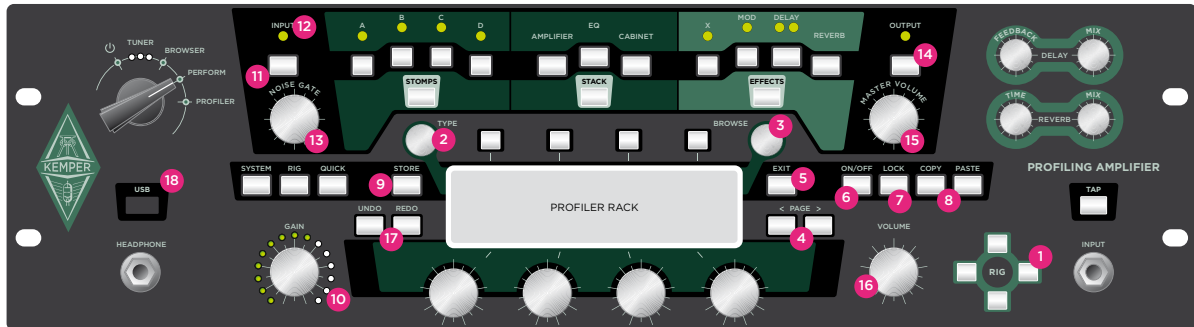 TUNER
BROWSER
PERFORM
PROFILER
KEMPER
USB
18
HEADPHONE
INPUT
12
11
NOISE GATE
13
A
B
C
D
STOMPS
EQ
AMPLIFIER
CABINET
STACK
X
MOD
DELAY
REVERB
EFFECTS
OUTPUT
14
MASTER VOLUME
15
TYPE
2
BROWSE
3
SYSTEM
RIG
QUICK
9
STORE
UNDO
REDO
17
PROFILER RACK
EXIT
5
< PAGE >
4
ON/OFF
LOCK
COPY
PASTE
6
7
8
GAIN
10
VOLUME
16
FEEDBACK
MIX
DELAY
TIME
MIX
REVERB
PROFILING AMPLIFIER
TAP
1
RIG
INPUT